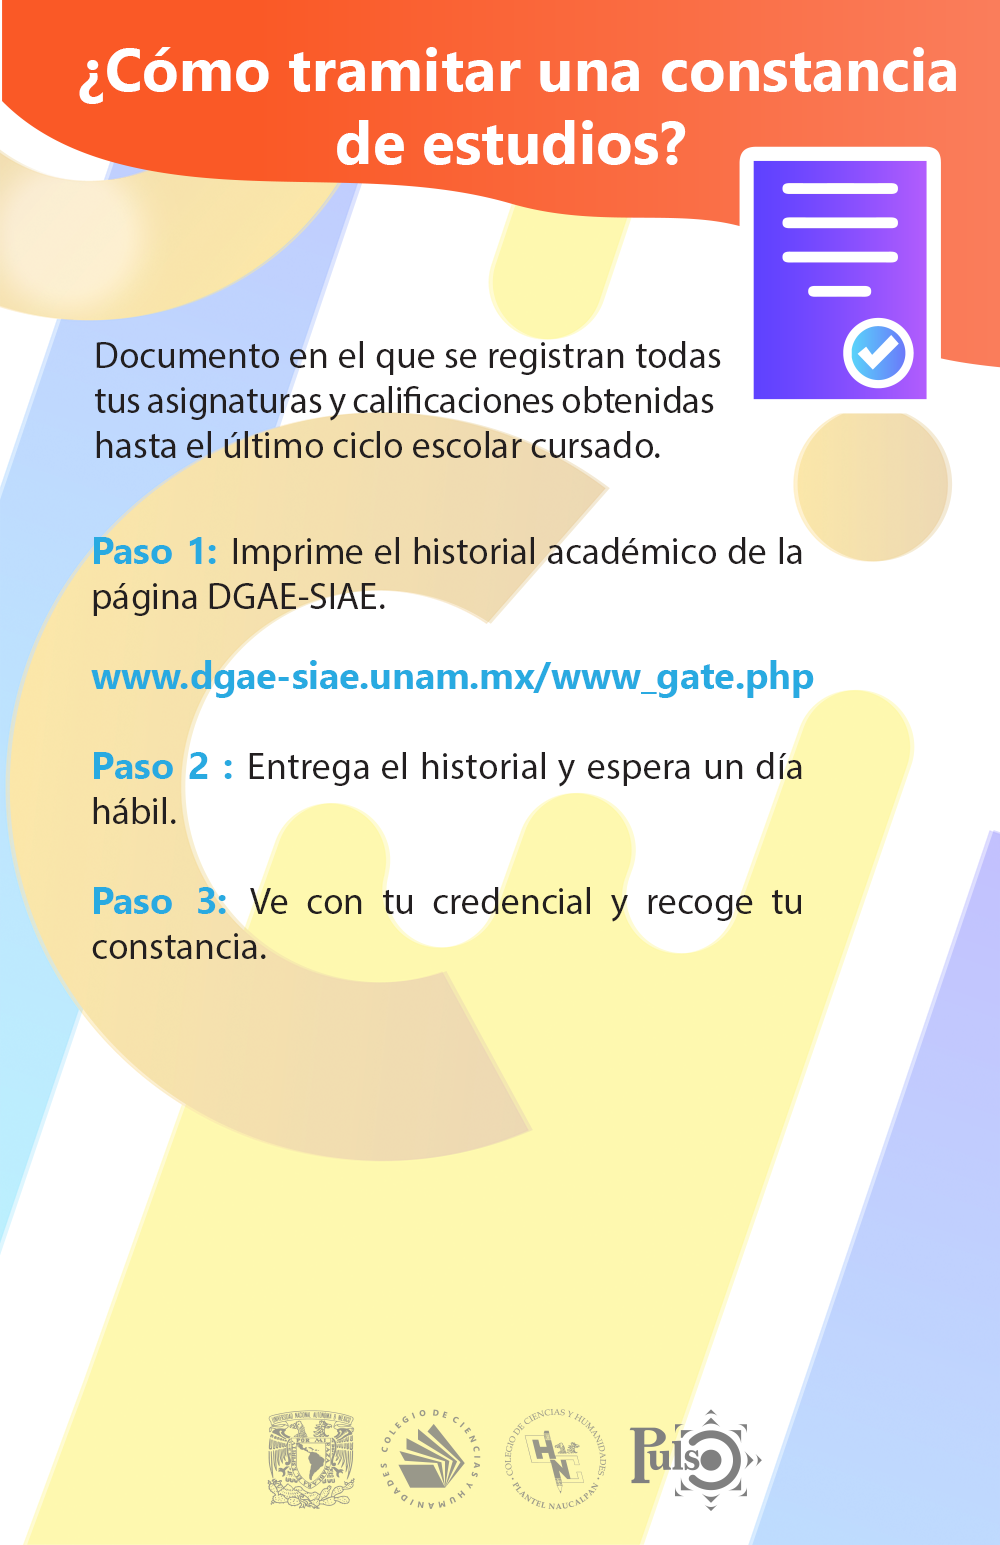 ¿Cómo tramitar una constancia
de estudios?
Documento en el que se registran todas
tus asignaturas y calificaciones obtenidas
hasta el último ciclo escolar cursado.
Paso 1: Imprime el historial académico de la
página DGAE-SIAE.
www.dgae-siae.unam.mx/www_gate.php
Paso 2 : Entrega el historial y espera un día
hábil.
Paso 3: Ve con tu credencial y recoge tu
constancia.
UNIVERSIDAD NACIONAL AUTÓNOMA DE MÉXICO
COLEGIO DE CIENCIAS Y HUMANIDADES
COLEGIO DE CIENCIAS Y HUMANIDADES
· PLANTEL NAUCALPAN ·
Pulso